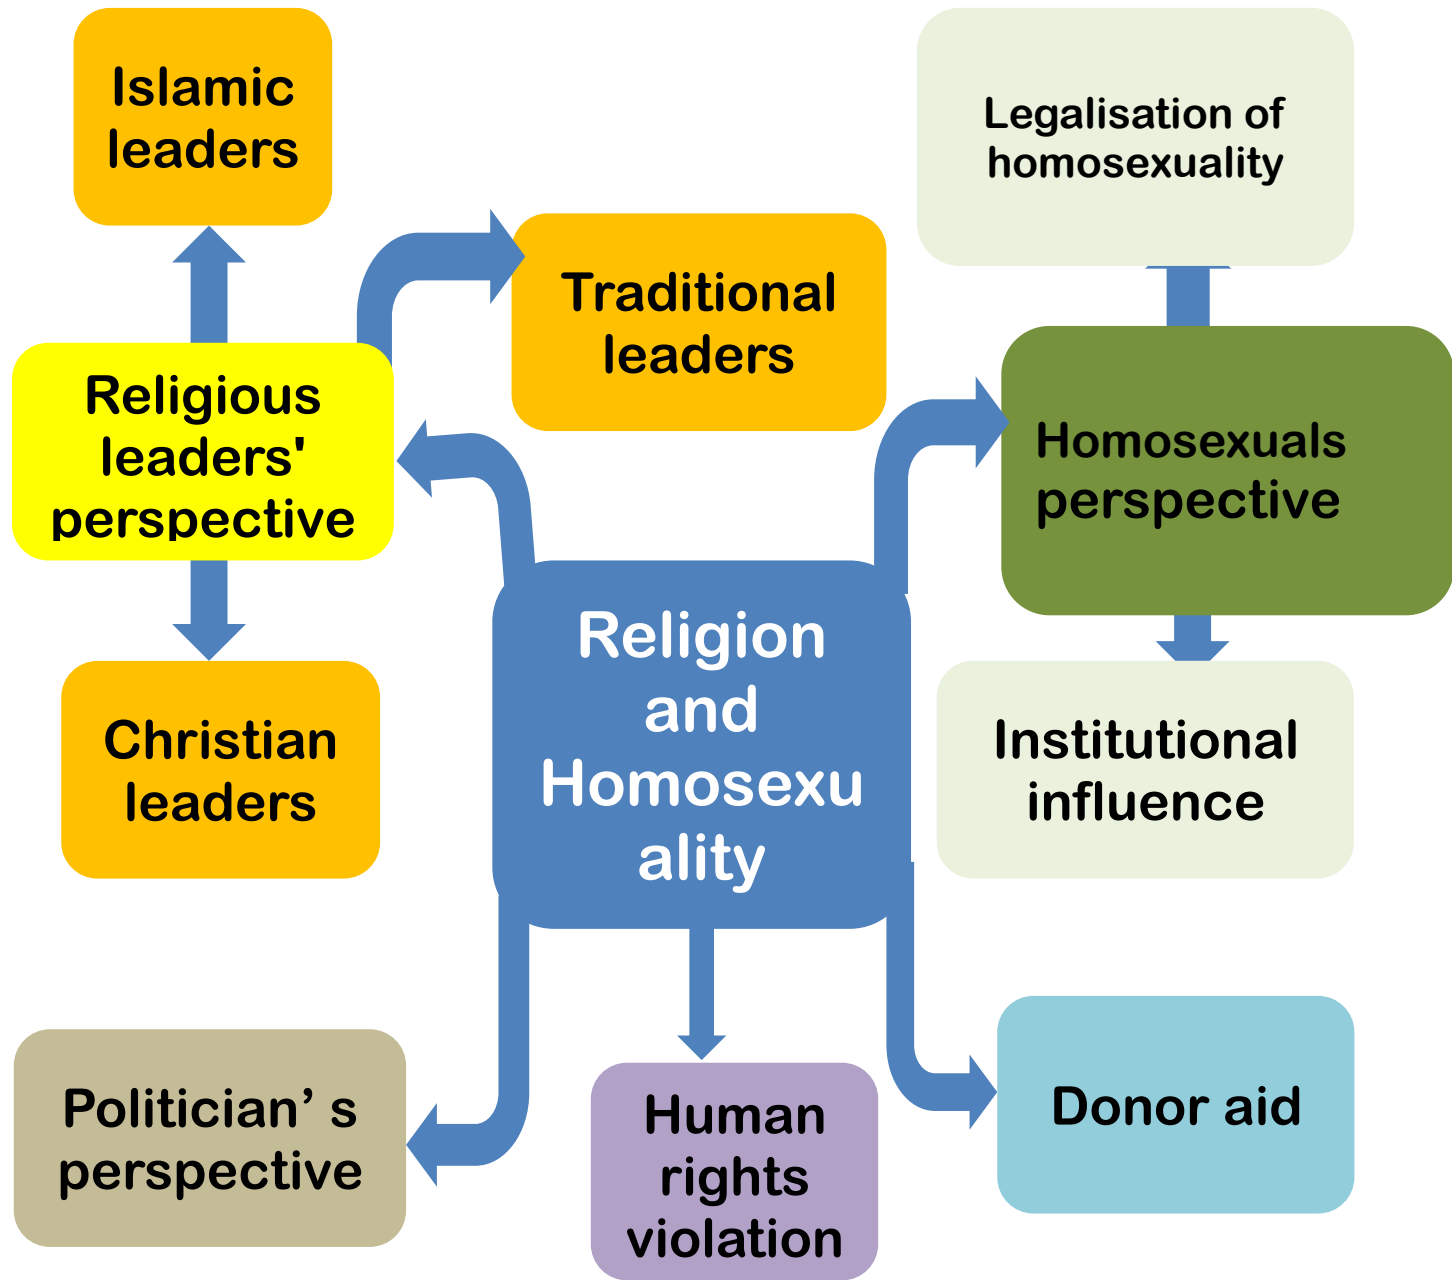 Islamic
leaders
Legalisation of
homosexuality
Traditional
leaders
Religious
leaders'
perspective
Homosexuals
perspective
Religion
and
Homosexu
ality
Christian
leaders
Institutional
influence
Politician’ s
perspective
Human
rights
violation
Donor aid